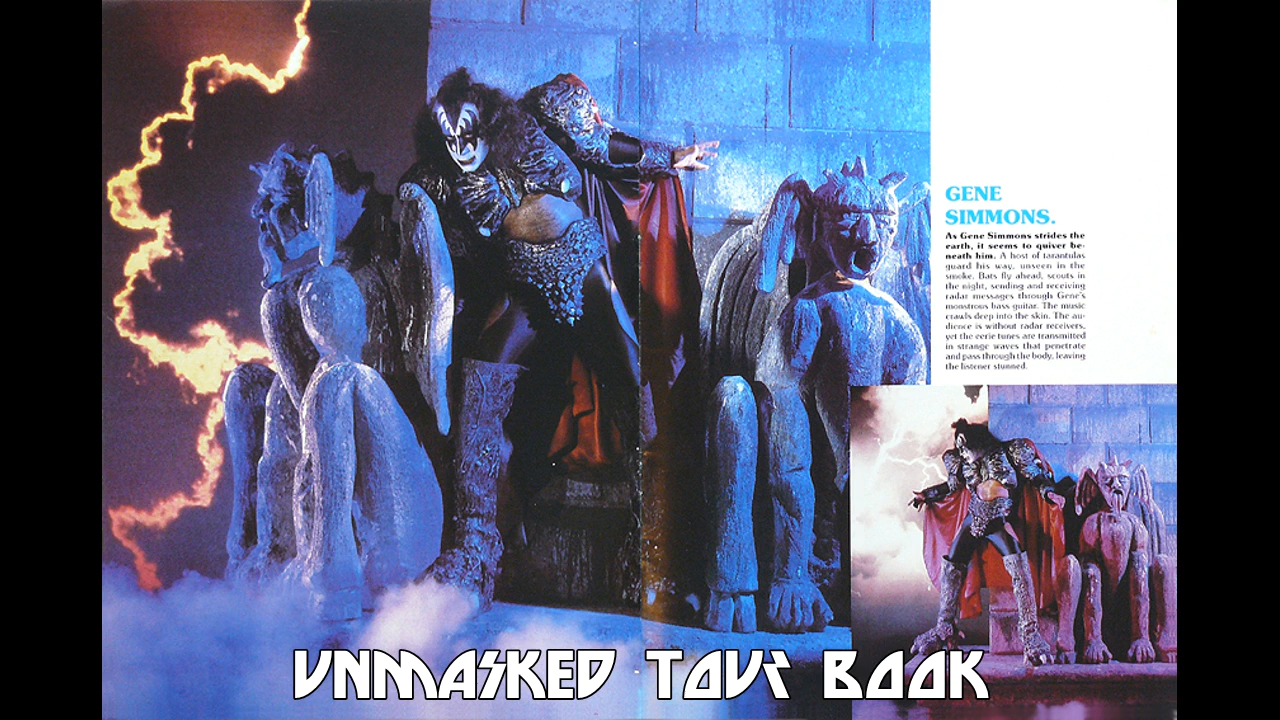 GENE
SIMMONS.
As Gene Simmons strides the
earth, it seems to quiver be-
neath him. A host of tarantulas
guard his way, unseen in the
smoke. Bats fly ahead, scouts in
the night, sending and receiving
radar messages through Gene's
monstrous bass guitar. The music
crawls deep into the skin. The au-
dience is without radar receivers,
yet the eerie tunes are transmitted
in strange waves that penetrate
and pass through the body, leaving
the listener stunned.
UNMASKED TOUR BOOK